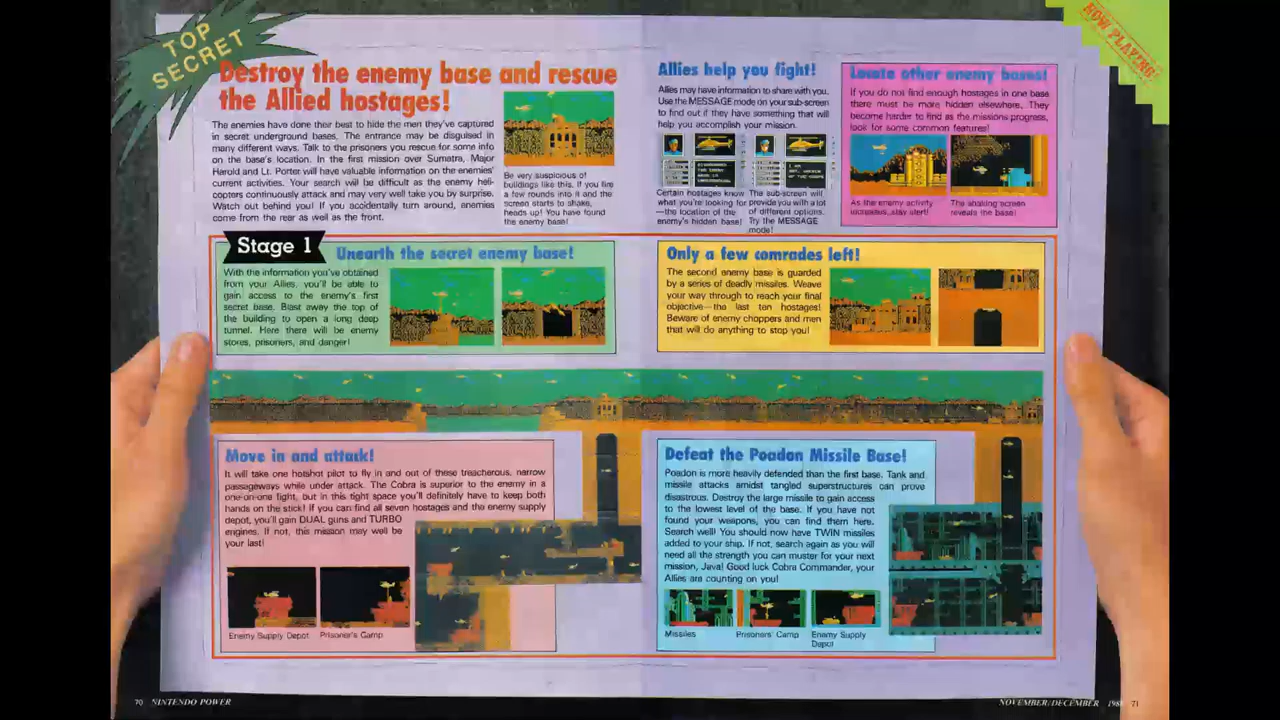 TOP
SECRET
NOW PLAYING
Destroy the enemy base and rescue
the Allied hostages!
The enemies have done their best to hide the men they've captured
in secret underground bases. The entrance may be disguised in
many different ways. Talk to the prisoners you rescue for some info
on the base's location. In the first mission over Sumatra, Major
Harold and Lt. Porter will have valuable information on the enemies'
current activities. Your search will be difficult as the enemy heli-
copters continuously attack and may very well take you by surprise.
Watch out behind you! If you accidentally turn around, enemies
come from the rear as well as the front.
Be very suspicious of
buildings like this. If you fire
a few rounds into it and the
screen starts to shake,
heads up! You have found
the enemy base!
Allies help you fight!
Allies may have information to share with you.
Use the MESSAGE mode on your sub-screen
to find out if they have something that will
help you accomplish your mission.
Certain hostages know
what you're looking for
—the location of the
enemy's hidden base!
The sub-screen will
provide you with a lot
of different options.
Try the MESSAGE
mode!
Locate other enemy bases!
If you do not find enough hostages in one base
there must be more hidden elsewhere. They
become harder to find as the missions progress,
look for some common features!
As the enemy activity
increases, stay alert!
The shaking screen
reveals the base!
Stage 1
Unearth the secret enemy base!
With the information you've obtained
from your Allies, you'll be able to
gain access to the enemy's first
secret base. Blast away the top of
the building to open a long deep
tunnel. Here there will be enemy
stores, prisoners, and danger!
Only a few comrades left!
The second enemy base is guarded
by a series of deadly missiles. Weave
your way through to reach your final
objective—the last ten hostages!
Beware of enemy choppers and men
that will do anything to stop you!
Move in and attack!
It will take one hotshot pilot to fly in and out of these treacherous, narrow
passageways while under attack. The Cobra is superior to the enemy in a
one-on-one fight, but in this tight space you'll definitely have to keep both
hands on the stick! If you can find all seven hostages and the enemy supply
depot, you'll gain DUAL guns and TURBO
engines. If not, this mission may well be
your last!
Enemy Supply Depot
Prisoner's Camp
Defeat the Poadon Missile Base!
Poadon is more heavily defended than the first base. Tank and
missile attacks amidst tangled superstructures can prove
disastrous. Destroy the large missile to gain access
to the lowest level of the base. If you have not
found your weapons, you can find them here.
Search well! You should now have TWIN missiles
added to your ship. If not, search again as you will
need all the strength you can muster for your next
mission, Java! Good luck Cobra Commander, your
Allies are counting on you!
Missiles
Prisoners' Camp
Enemy Supply
Depot
70 NINTENDO POWER
NOVEMBER/DECEMBER 71